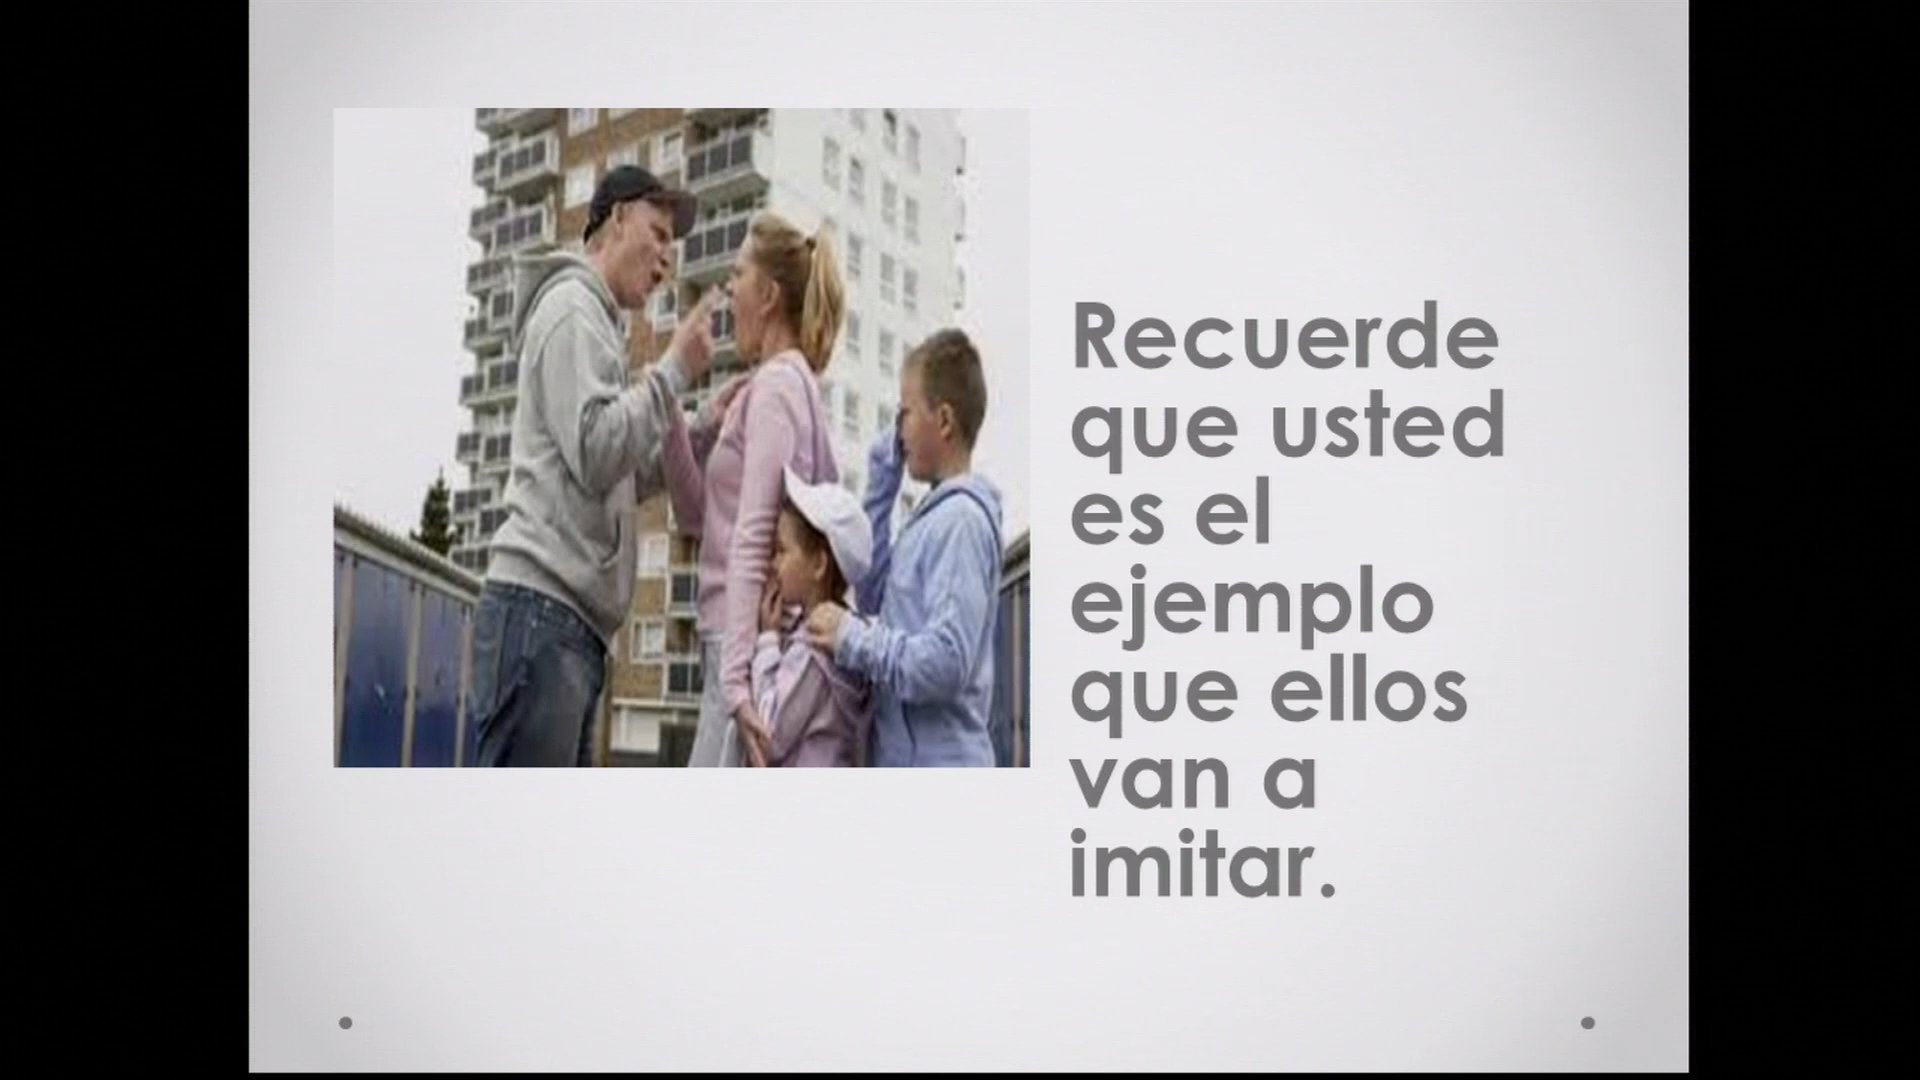 Recuerde
que usted
es el
ejemplo
que ellos
van a
imitar.